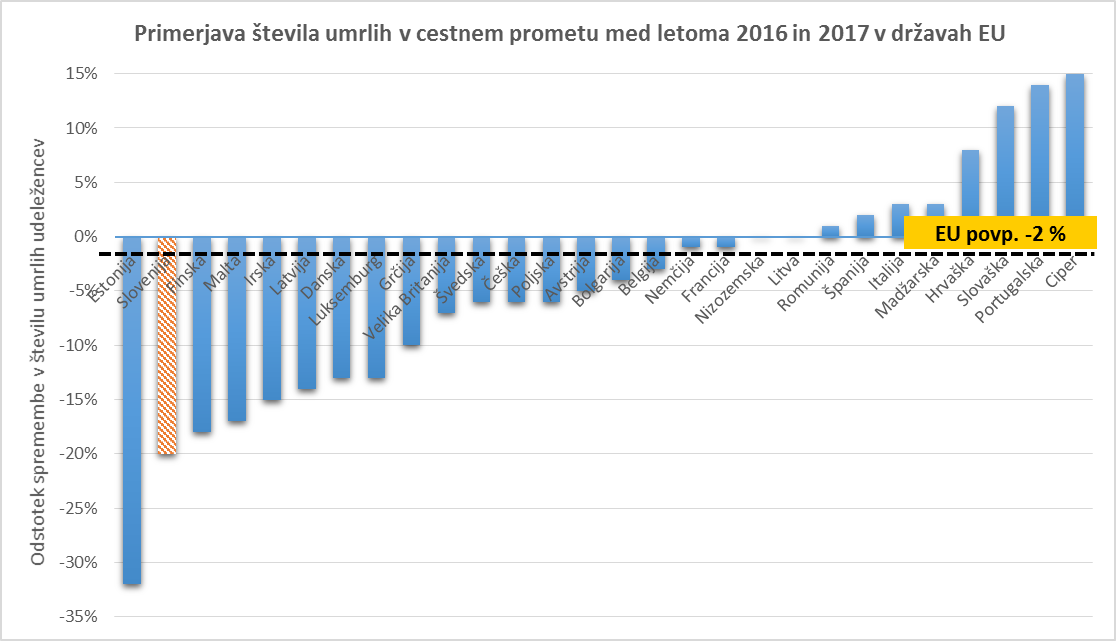 Primerjava števila umrlih v cestnem prometu med letoma 2016 in 2017 v državah EU
Odstotek spremembe v številu umrlih udeležencev
15%
10%
5%
0%
-5%
-10%
-15%
-20%
-25%
-30%
-35%
EU povp. -2 %
Estonija
Slovenija
Finska
Malta
Irska
Latvija
Danska
Luksemburg
Grčija
Velika Britanija
Švedska
Češka
Poljska
Avstrija
Bolgarija
Belgija
Nemčija
Francija
Nizozemska
Litva
Romunija
Španija
Italija
Madžarska
Hrvaška
Slovaška
Portugalska
Ciper